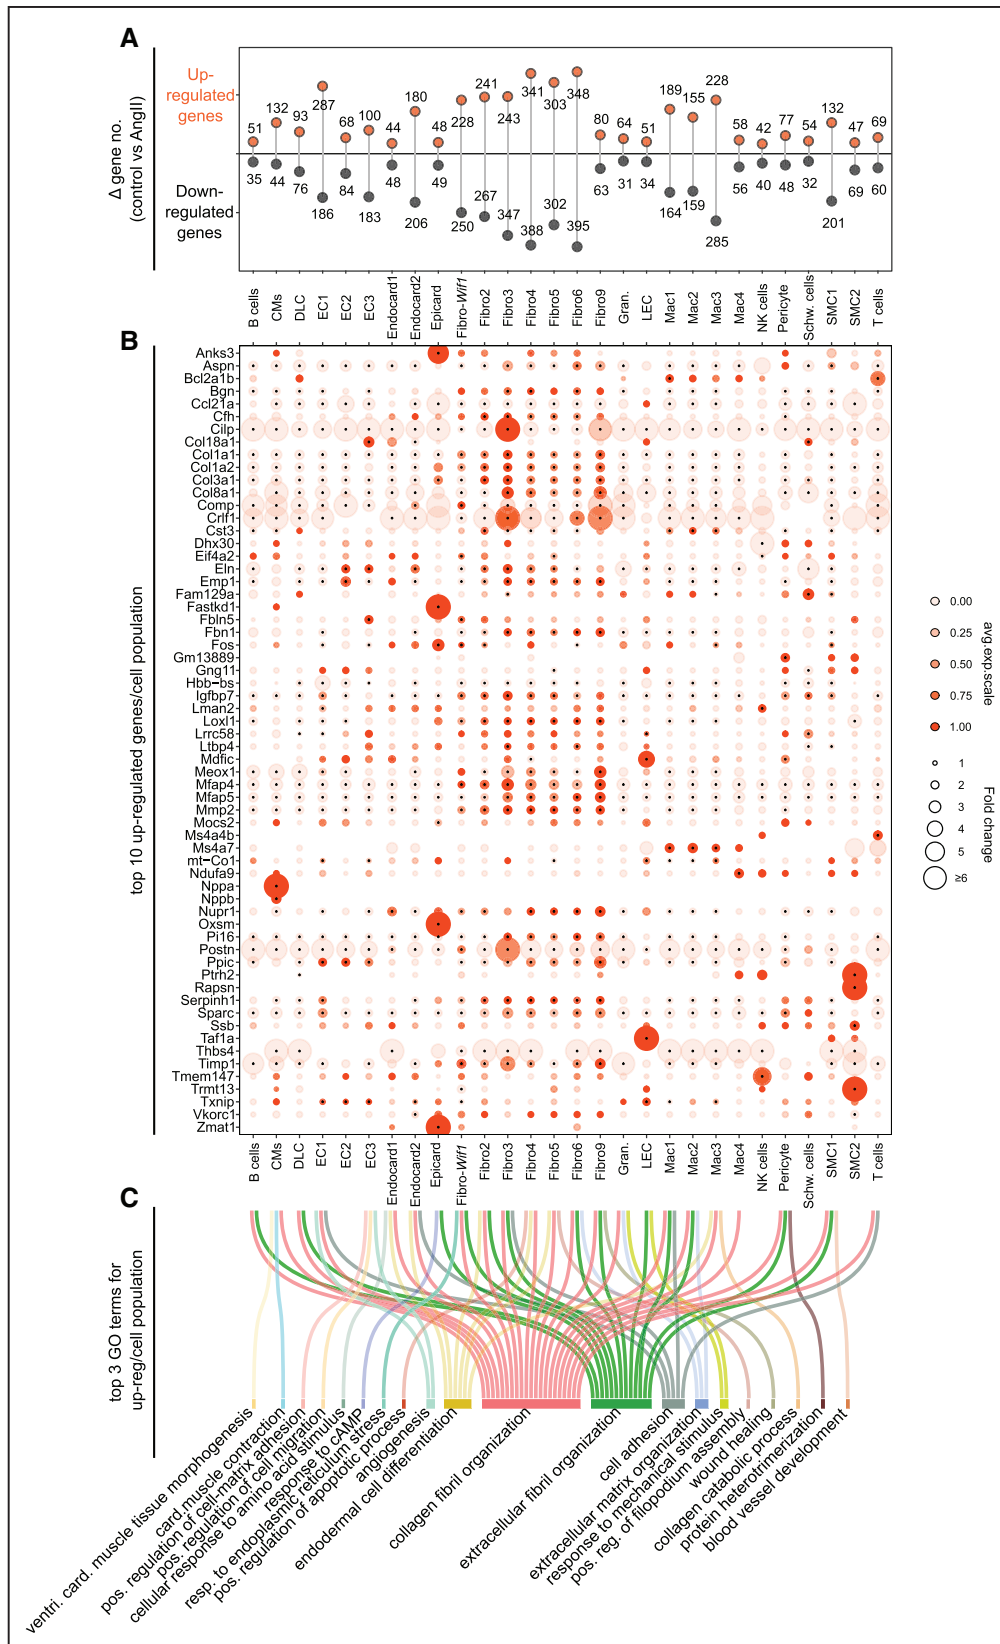 A
Up-
regulated
genes
Down-
regulated
genes
Δ gene no.
(control vs AngII)
51 132 93 287 68 100 44 180 48 228 241 243 341 303 348 80 64 51 189 155 228 58 42 77 54 132 47 69
35 44 76 186 84 183 48 206 49 250 267 347 388 302 395 63 31 34 164 159 285 56 40 48 32 201 69 60
B cells
CMs
DLC
EC1
EC2
EC3
Endocard1
Endocard2
Epicard
Fibro-Wif1
Fibro2
Fibro3
Fibro4
Fibro5
Fibro6
Fibro9
Gran.
LEC
Mac1
Mac2
Mac3
Mac4
NK cells
Pericyte
Schw. cells
SMC1
SMC2
T cells
B
top 10 up-regulated genes/cell population
Anks3
Aspn
Bcl2a1b
Bgn
Ccl21a
Cfh
Cilp
Col18a1
Col1a1
Col1a2
Col3a1
Col8a1
Comp
Crlf1
Cst3
Dhx30
Eif4a2
Eln
Emp1
Fam129a
Fastkd1
Fbln5
Fbn1
Fos
Gm13889
Gng11
Hbb−bs
Igfbp7
Lman2
Loxl1
Lrrc58
Ltbp4
Mdfic
Meox1
Mfap4
Mfap5
Mmp2
Mocs2
Ms4a4b
Ms4a7
mt−Co1
Ndufa9
Nppa
Nppb
Nupr1
Oxsm
Pi16
Postn
Ppic
Ptrh2
Rapsn
Serpinh1
Sparc
Ssb
Taf1a
Thbs4
Timp1
Tmem147
Trmt13
Txnip
Vkorc1
Zmat1
0.00
0.25
0.50
0.75
1.00
avg.exp.scale
1
2
3
4
5
≥6
Fold change
B cells
CMs
DLC
EC1
EC2
EC3
Endocard1
Endocard2
Epicard
Fibro-Wif1
Fibro2
Fibro3
Fibro4
Fibro5
Fibro6
Fibro9
Gran.
LEC
Mac1
Mac2
Mac3
Mac4
NK cells
Pericyte
Schw. cells
SMC1
SMC2
T cells
C
top 3 GO terms for
up-reg/cell population
ventri. card. muscle tissue morphogenesis
card.muscle contraction
pos. regulation of cell-matrix adhesion
pos. regulation of cell migration
cellular response to amino acid stimulus
response to cAMP
resp. to endoplasmic reticulum stress
pos. regulation of apoptotic process
angiogenesis
endodermal cell differentiation
collagen fibril organization
extracellular fibril organization
cell adhesion
extracellular matrix organization
response to mechanical stimulus
pos. reg. of filopodium assembly
wound healing
collagen catabolic process
protein heterotrimerization
blood vessel development